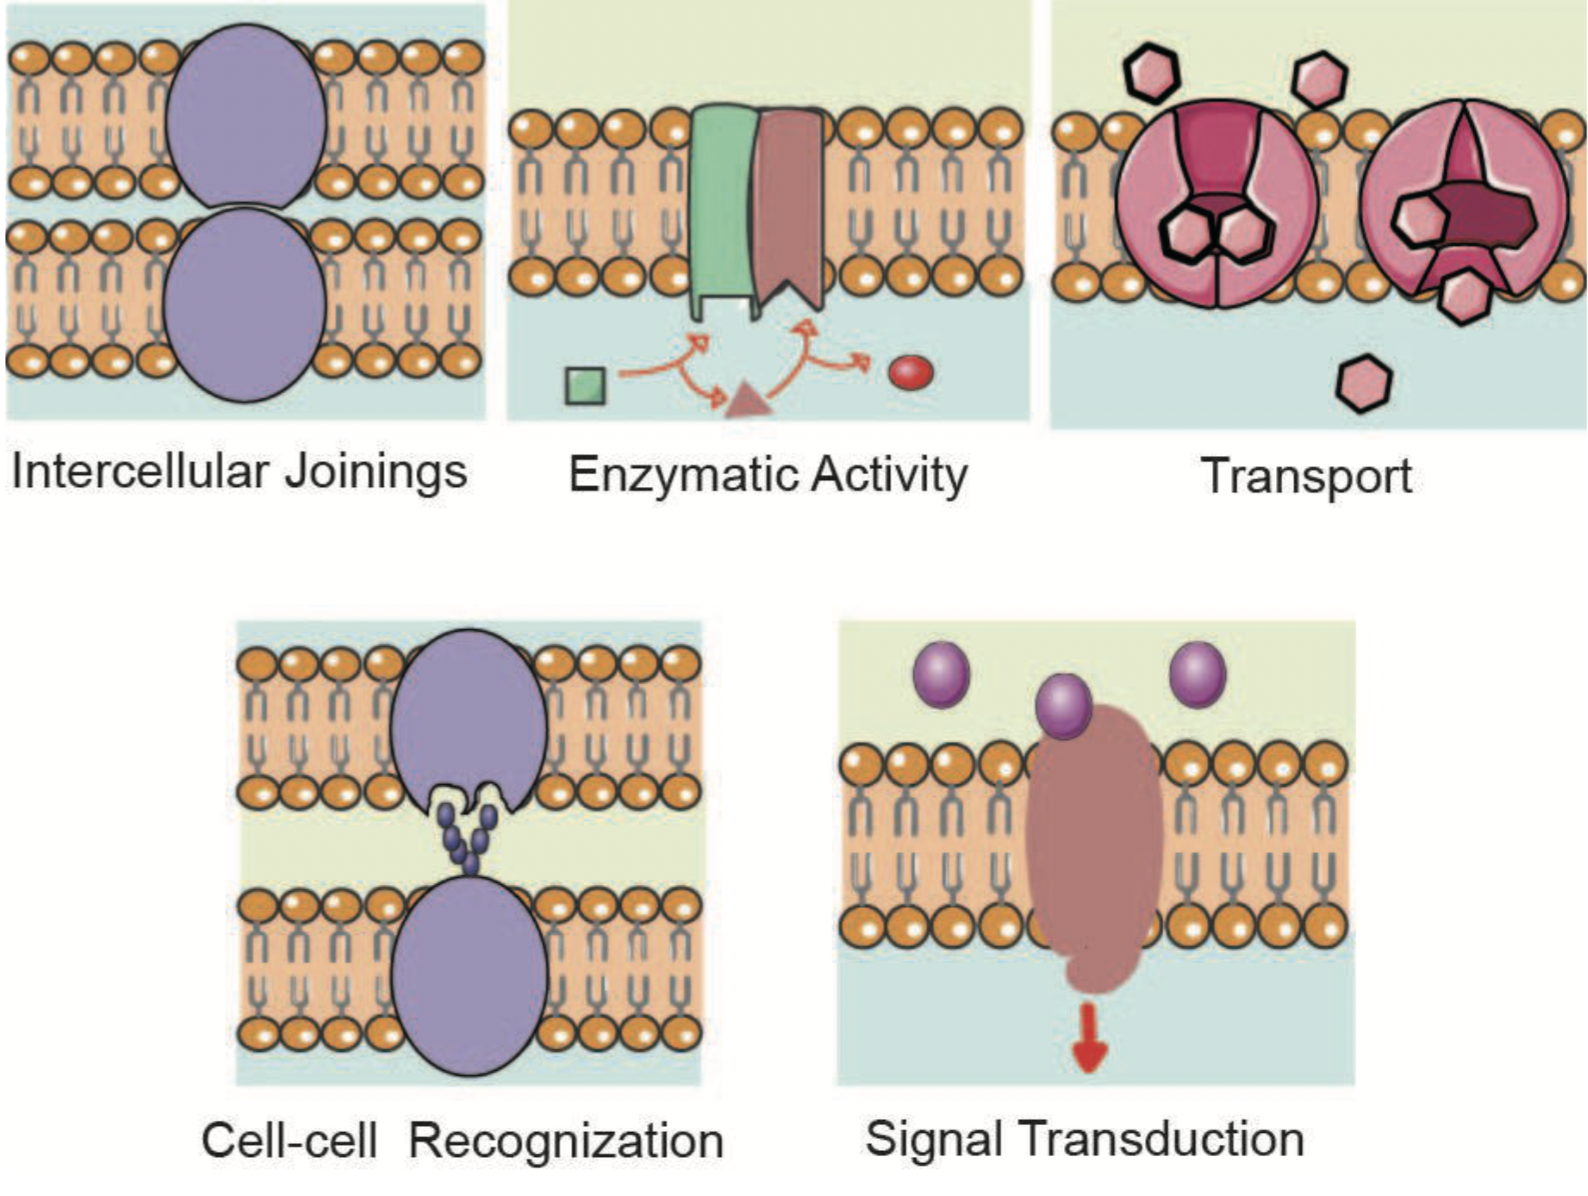 Intercellular Joinings
Enzymatic Activity
Transport
Cell-cell Recognization
Signal Transduction